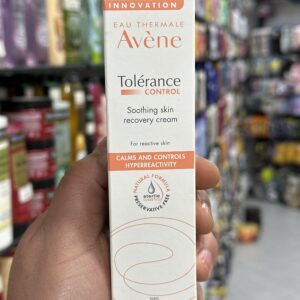 INNOVATION
EAU THERMALE
Avène
Tolérance
CONTROL
Soothing skin
recovery cream
For reactive skin
CALMS AND CONTROLS
HYPERREACTIVITY
NATURAL FORMULA
sterile
PRESERVATIVE-FREE